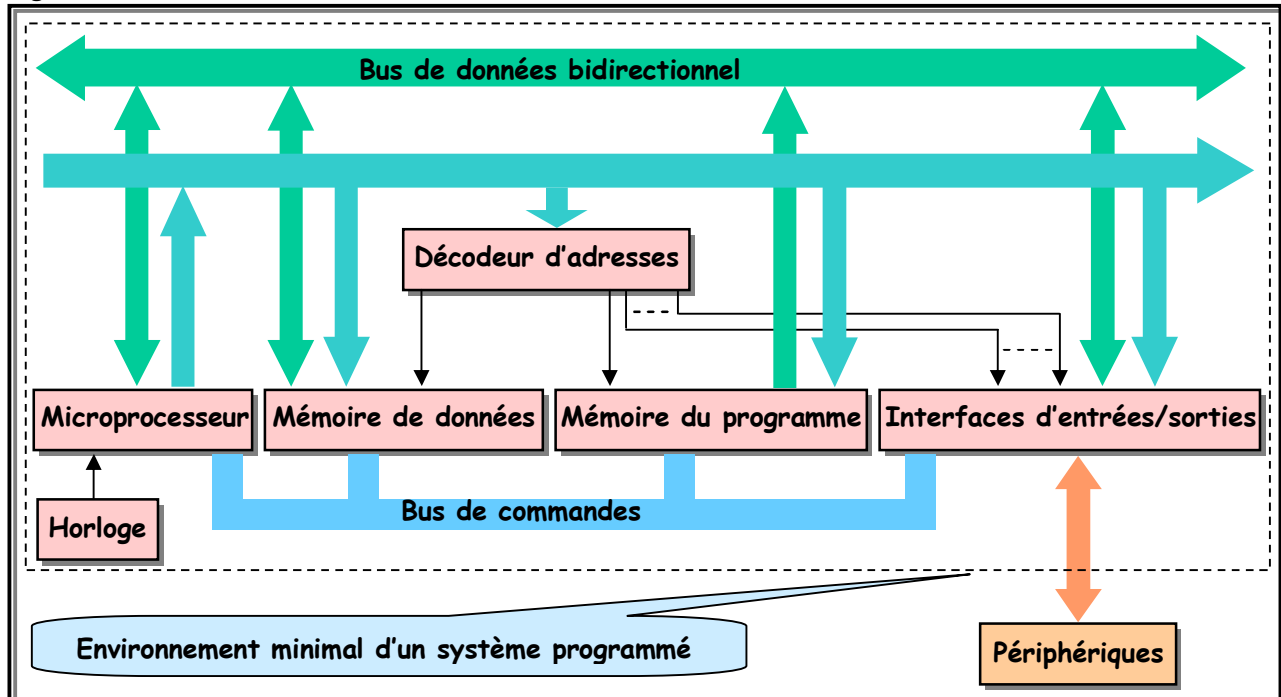 Bus de données bidirectionnel
Décodeur d'adresses
Microprocesseur
Mémoire de données
Mémoire du programme
Interfaces d'entrées/sorties
Bus de commandes
Horloge
Environnement minimal d'un système programmé
Périphériques